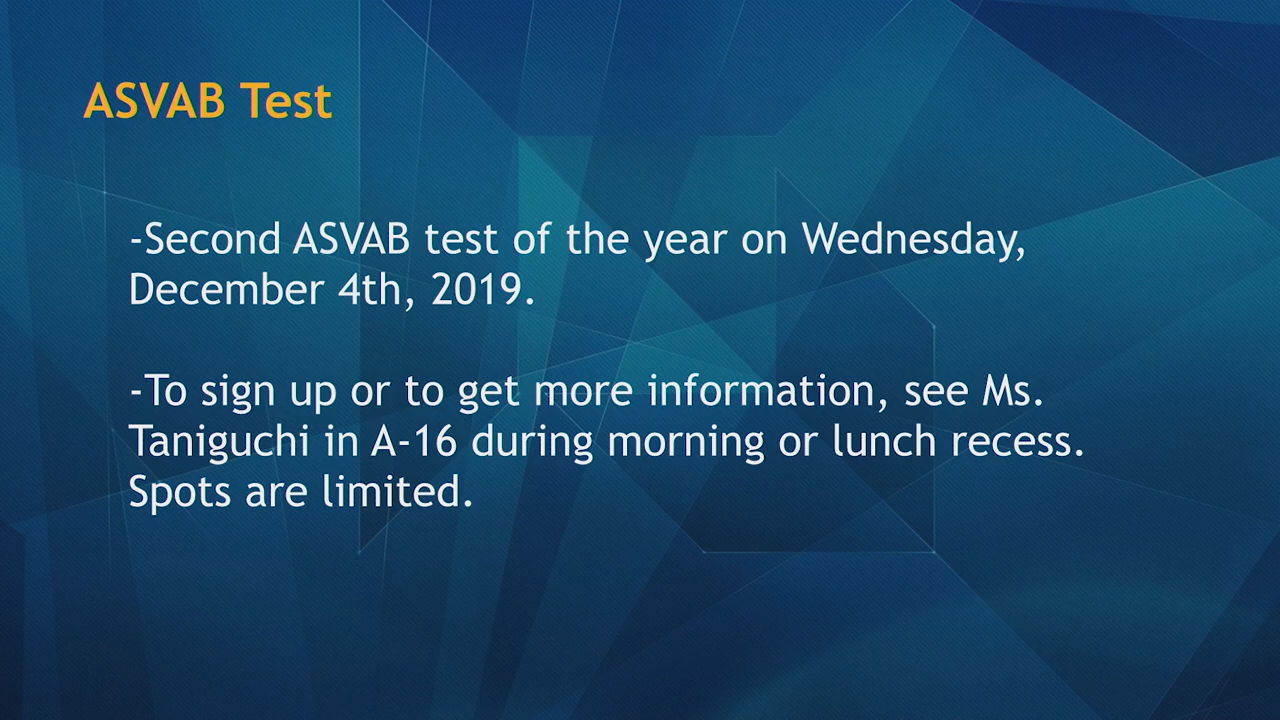 ASVAB Test
-Second ASVAB test of the year on Wednesday,
December 4th, 2019.
-To sign up or to get more information, see Ms.
Taniguchi in A-16 during morning or lunch recess.
Spots are limited.